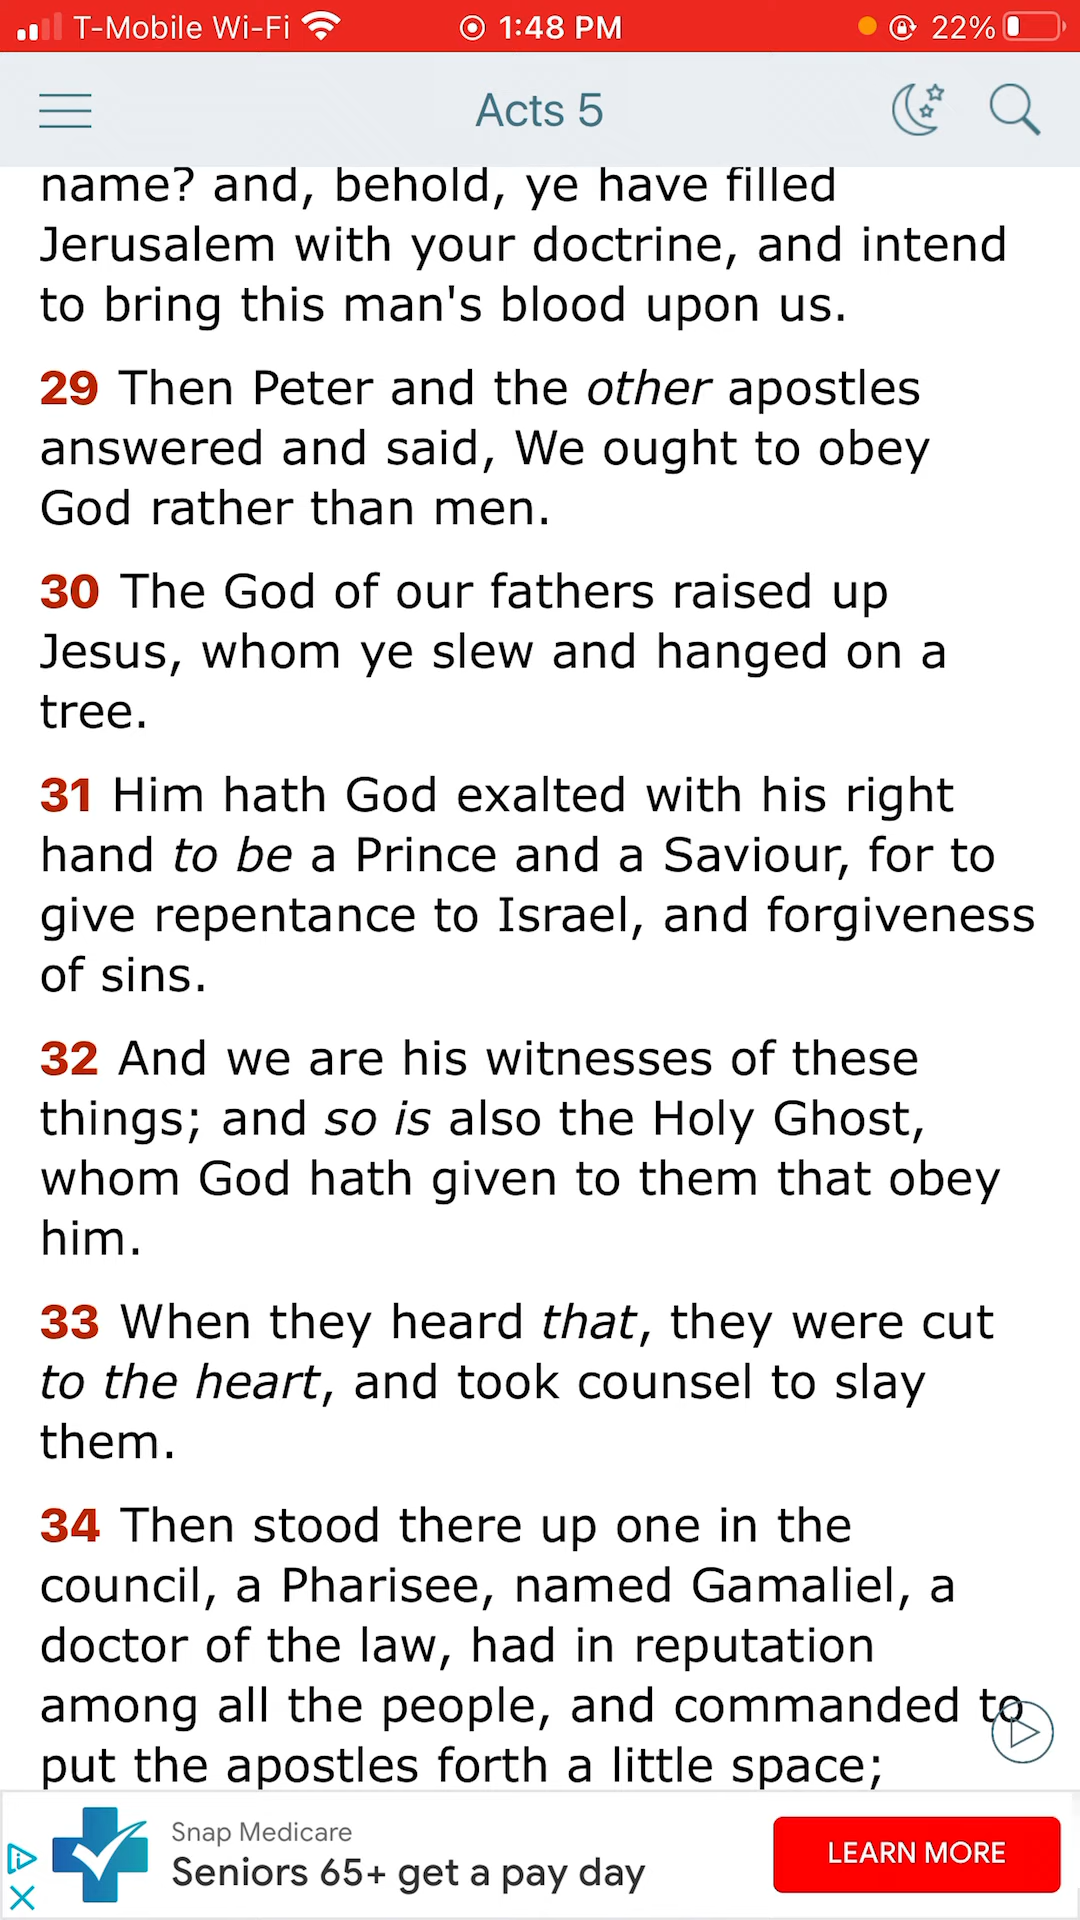 T-Mobile Wi-Fi 1:48 PM 22%
Acts 5
name? and, behold, ye have filled
Jerusalem with your doctrine, and intend
to bring this man's blood upon us.
29 Then Peter and the other apostles
answered and said, We ought to obey
God rather than men.
30 The God of our fathers raised up
Jesus, whom ye slew and hanged on a
tree.
31 Him hath God exalted with his right
hand to be a Prince and a Saviour, for to
give repentance to Israel, and forgiveness
of sins.
32 And we are his witnesses of these
things; and so is also the Holy Ghost,
whom God hath given to them that obey
him.
33 When they heard that, they were cut
to the heart, and took counsel to slay
them.
34 Then stood there up one in the
council, a Pharisee, named Gamaliel, a
doctor of the law, had in reputation
among all the people, and commanded to
put the apostles forth a little space;
Snap Medicare
Seniors 65+ get a pay day
LEARN MORE